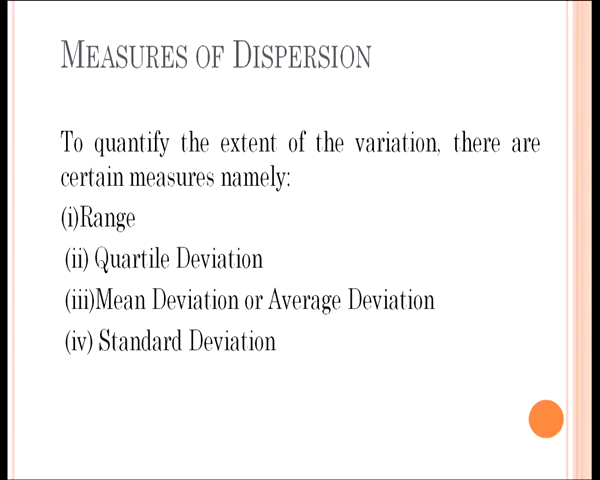 MEASURES OF DISPERSION
To quantify the extent of the variation, there are
certain measures namely:
(i)Range
(ii) Quartile Deviation
(iii)Mean Deviation or Average Deviation
(iv) Standard Deviation